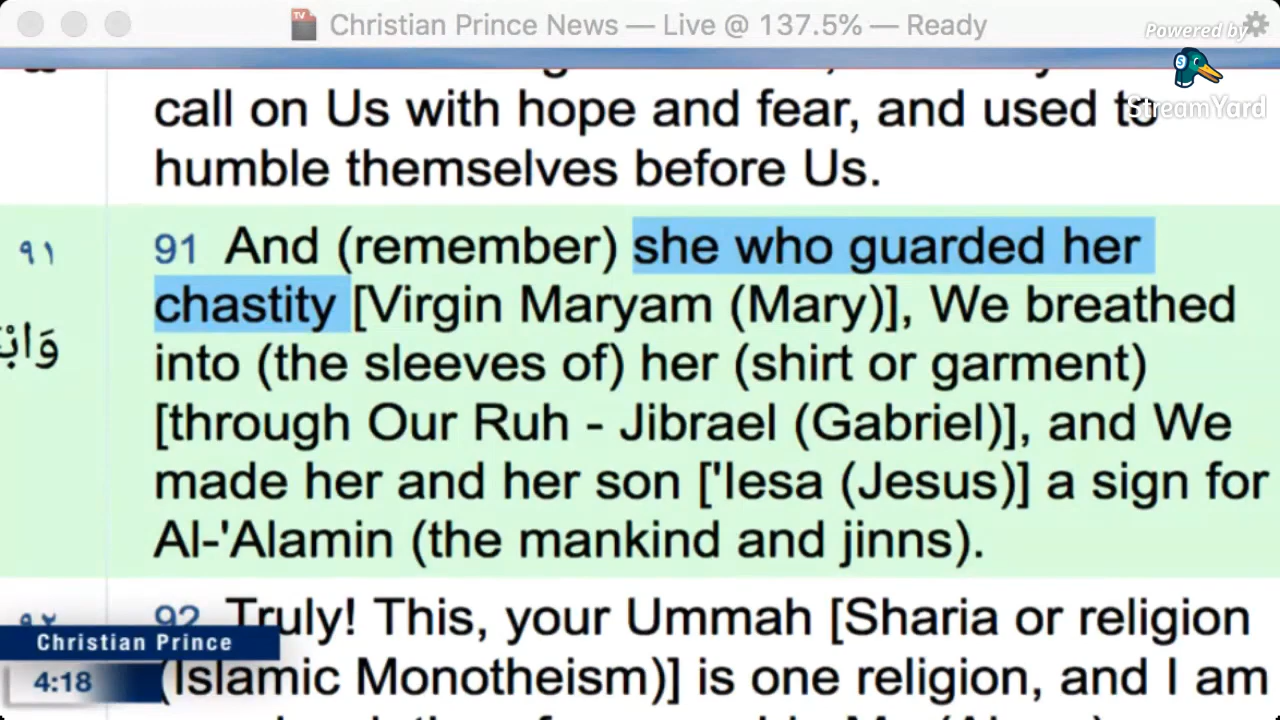 Christian Prince News — Live @ 137.5% — Ready
Powered by
StreamYard
call on Us with hope and fear, and used to
humble themselves before Us.
٩١
91 And (remember) she who guarded her
chastity [Virgin Maryam (Mary)], We breathed
into (the sleeves of) her (shirt or garment)
[through Our Ruh - Jibrael (Gabriel)], and We
made her and her son ['Iesa (Jesus)] a sign for
Al-'Alamin (the mankind and jinns).
٩٢
92 Truly! This, your Ummah [Sharia or religion
(Islamic Monotheism)] is one religion, and I am
Christian Prince
4:18